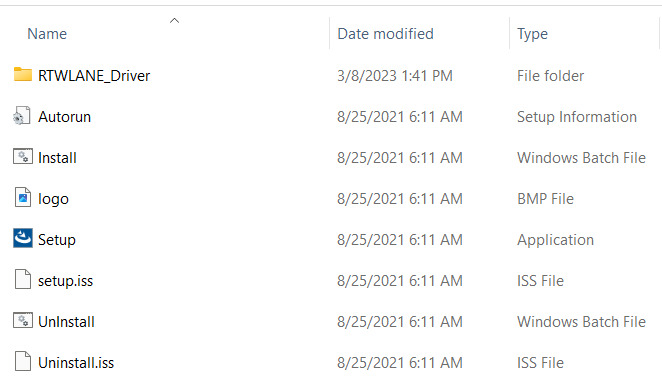 Name Date modified Type
RTWLANE_Driver 3/8/2023 1:41 PM File folder
Autorun 8/25/2021 6:11 AM Setup Information
Install 8/25/2021 6:11 AM Windows Batch File
logo 8/25/2021 6:11 AM BMP File
Setup 8/25/2021 6:11 AM Application
setup.iss 8/25/2021 6:11 AM ISS File
UnInstall 8/25/2021 6:11 AM Windows Batch File
Uninstall.iss 8/25/2021 6:11 AM ISS File